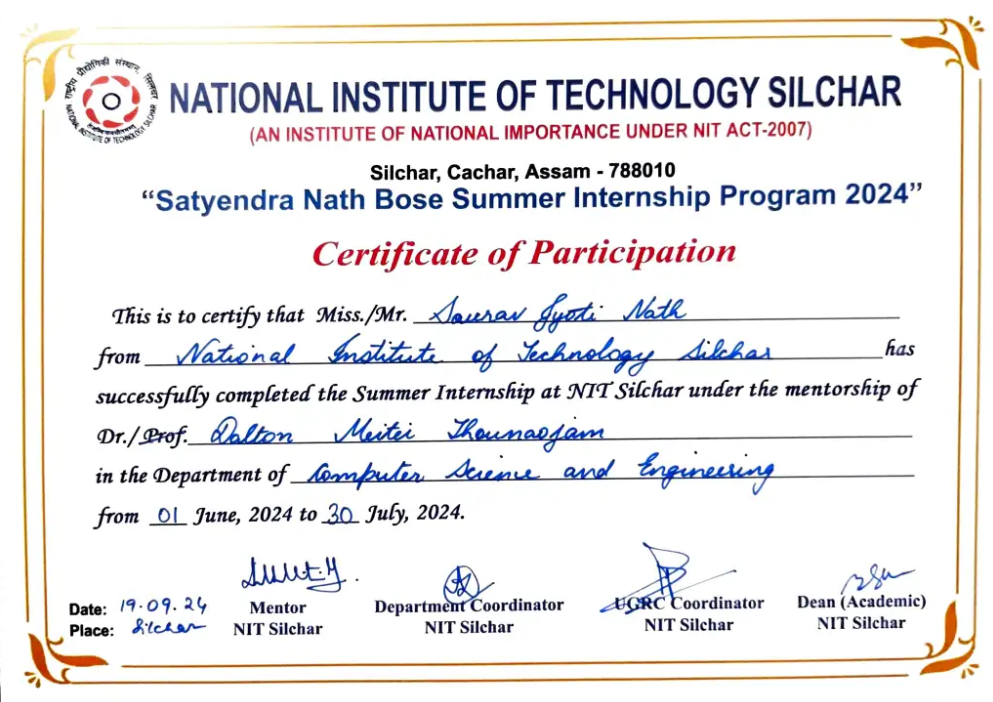 राष्ट्रीय प्रौद्योगिकी संस्थान, सिलचर
NATIONAL INSTITUTE OF TECHNOLOGY SILCHAR
NATIONAL INSTITUTE OF TECHNOLOGY SILCHAR
(AN INSTITUTE OF NATIONAL IMPORTANCE UNDER NIT ACT-2007)
Silchar, Cachar, Assam - 788010
“Satyendra Nath Bose Summer Internship Program 2024”
Certificate of Participation
This is to certify that Miss./Mr. Sourav Jyoti Nath
from National Institute of Technology Silchar has
successfully completed the Summer Internship at NIT Silchar under the mentorship of
Dr./Prof. Dalton Meitei Thounaojam
in the Department of Computer Science and Engineering
from 01 June, 2024 to 30 July, 2024.
Date: 19.09.24 Mentor Department Coordinator UGRC Coordinator Dean (Academic)
Place: Silchar NIT Silchar NIT Silchar NIT Silchar NIT Silchar